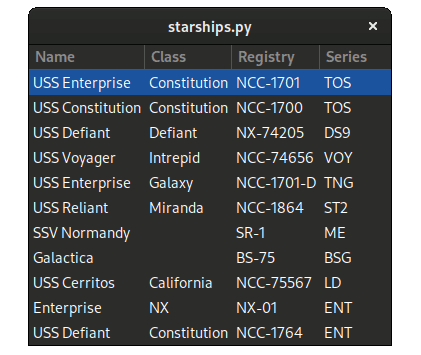 starships.py ×
Name Class Registry Series
USS Enterprise Constitution NCC-1701 TOS
USS Constitution Constitution NCC-1700 TOS
USS Defiant Defiant NX-74205 DS9
USS Voyager Intrepid NCC-74656 VOY
USS Enterprise Galaxy NCC-1701-D TNG
USS Reliant Miranda NCC-1864 ST2
SSV Normandy SR-1 ME
Galactica BS-75 BSG
USS Cerritos California NCC-75567 LD
Enterprise NX NX-01 ENT
USS Defiant Constitution NCC-1764 ENT